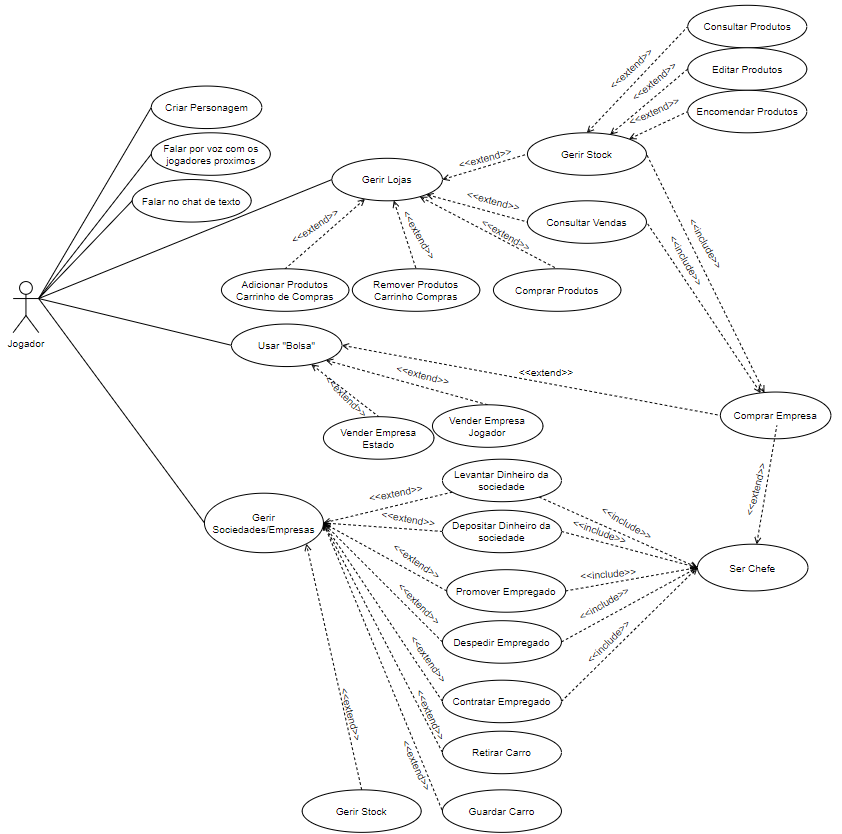 Consultar Produtos
<<extend>>
Editar Produtos
<<extend>>
Encomendar Produtos
<<extend>>
Criar Personagem
Falar por voz com os
jogadores proximos
Falar no chat de texto
Gerir Lojas
<<extend>>
Gerir Stock
<<extend>>
Consultar Vendas
<<extend>>
<<extend>>
<<extend>>
<<include>>
<<include>>
Adicionar Produtos
Carrinho de Compras
Remover Produtos
Carrinho Compras
Comprar Produtos
Jogador
Usar "Bolsa"
<<extend>>
<<extend>>
<<extend>>
Vender Empresa
Estado
Vender Empresa
Jogador
Comprar Empresa
<<extend>>
Gerir
Sociedades/Empresas
<<extend>>
Levantar Dinheiro da
sociedade
<<include>>
<<extend>>
Depositar Dinheiro da
sociedade
<<include>>
Ser Chefe
<<extend>>
Promover Empregado
<<include>>
<<extend>>
Despedir Empregado
<<include>>
<<extend>>
Contratar Empregado
<<include>>
<<extend>>
Retirar Carro
<<extend>>
<<extend>>
Gerir Stock
Guardar Carro